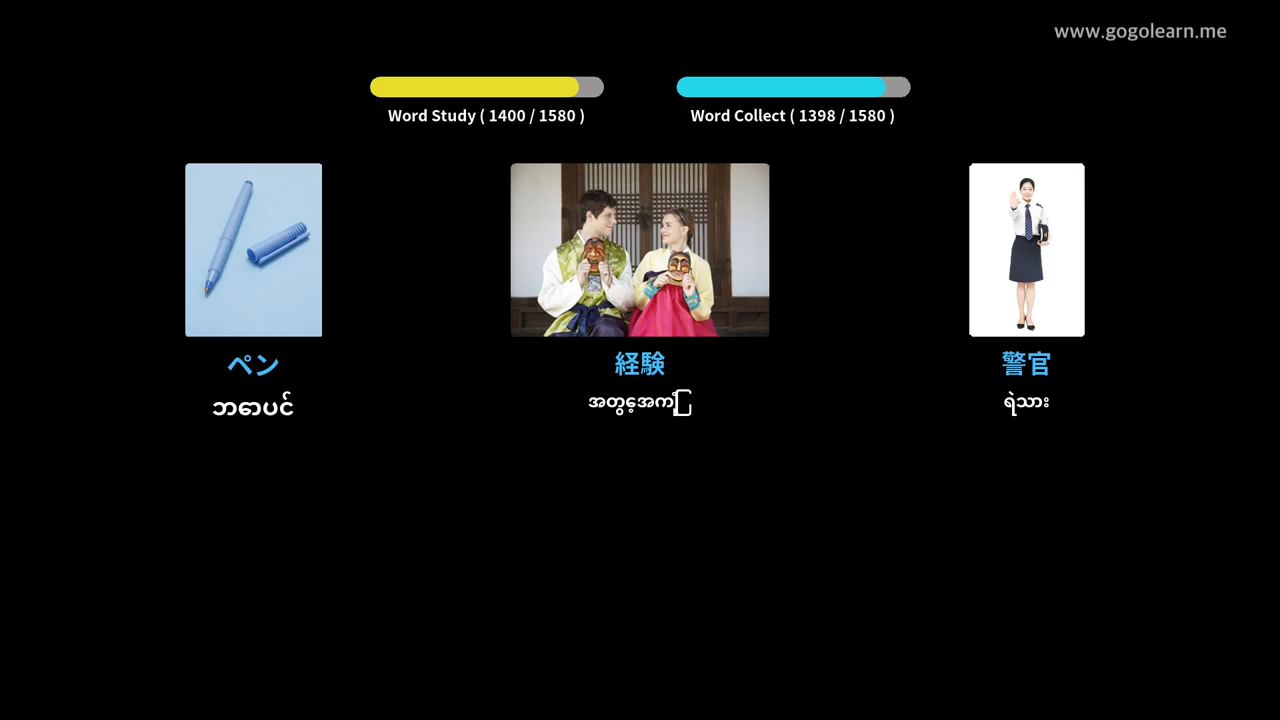 www.gogolearn.me
Word Study ( 1400 / 1580 )
Word Collect ( 1398 / 1580 )
ペン
経験
警官
ဘောပင်
အတွေ့အကြုံ
ရဲသား